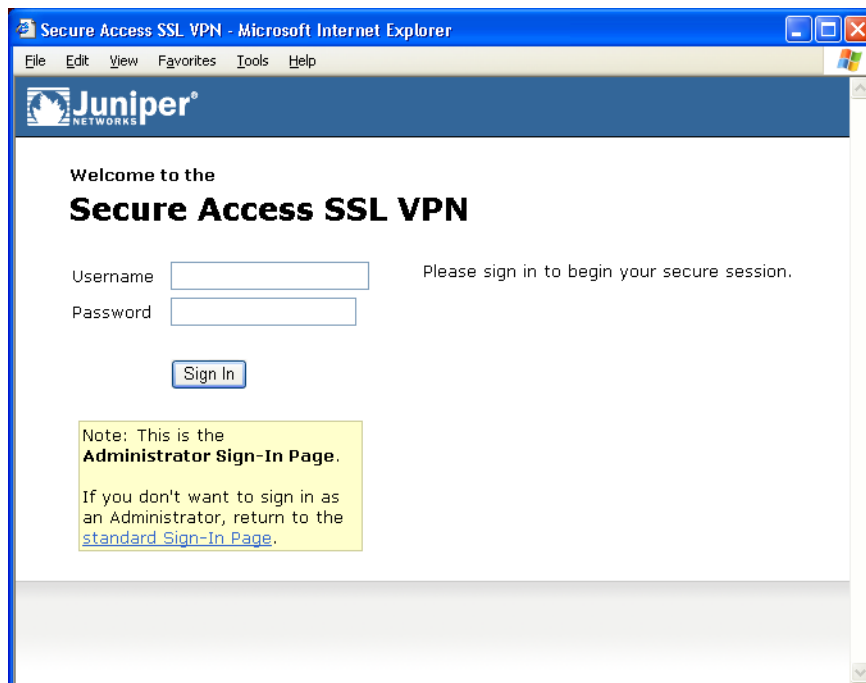 Secure Access SSL VPN - Microsoft Internet Explorer
File Edit View Favorites Tools Help
Juniper®
NETWORKS
Welcome to the
Secure Access SSL VPN
Username
Please sign in to begin your secure session.
Password
Sign In
Note: This is the
Administrator Sign-In Page.
If you don't want to sign in as
an Administrator, return to the
standard Sign-In Page.